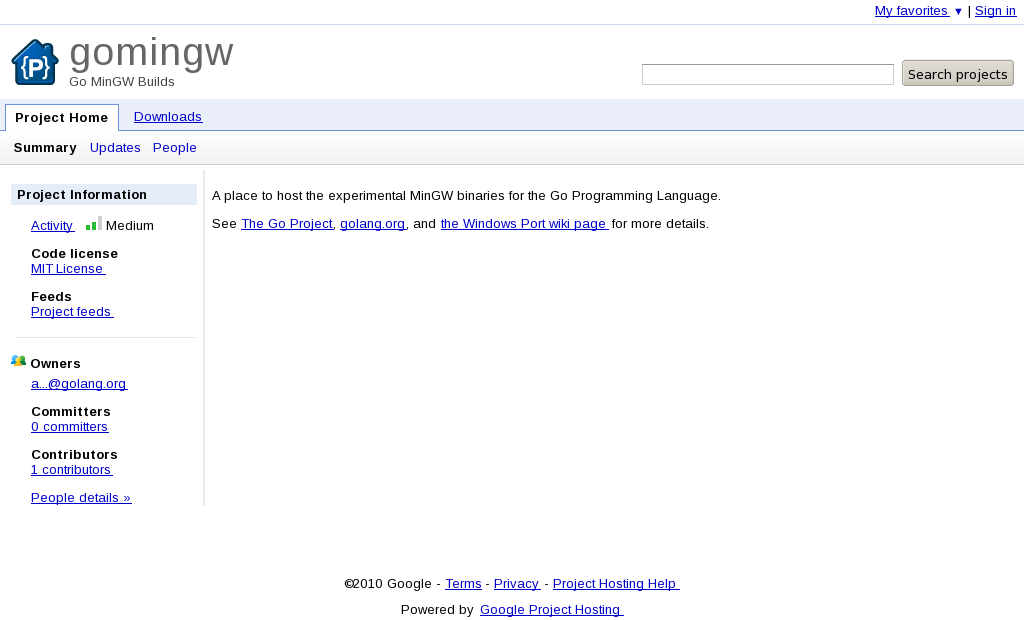 My favorites ▼ | Sign in
gomingw
Go MinGW Builds
Search projects
Project Home Downloads
Summary Updates People
Project Information
Activity Medium
Code license
MIT License
Feeds
Project feeds
Owners
a...@golang.org
Committers
0 committers
Contributors
1 contributors
People details »
A place to host the experimental MinGW binaries for the Go Programming Language.
See The Go Project, golang.org, and the Windows Port wiki page for more details.
©2010 Google - Terms - Privacy - Project Hosting Help
Powered by Google Project Hosting